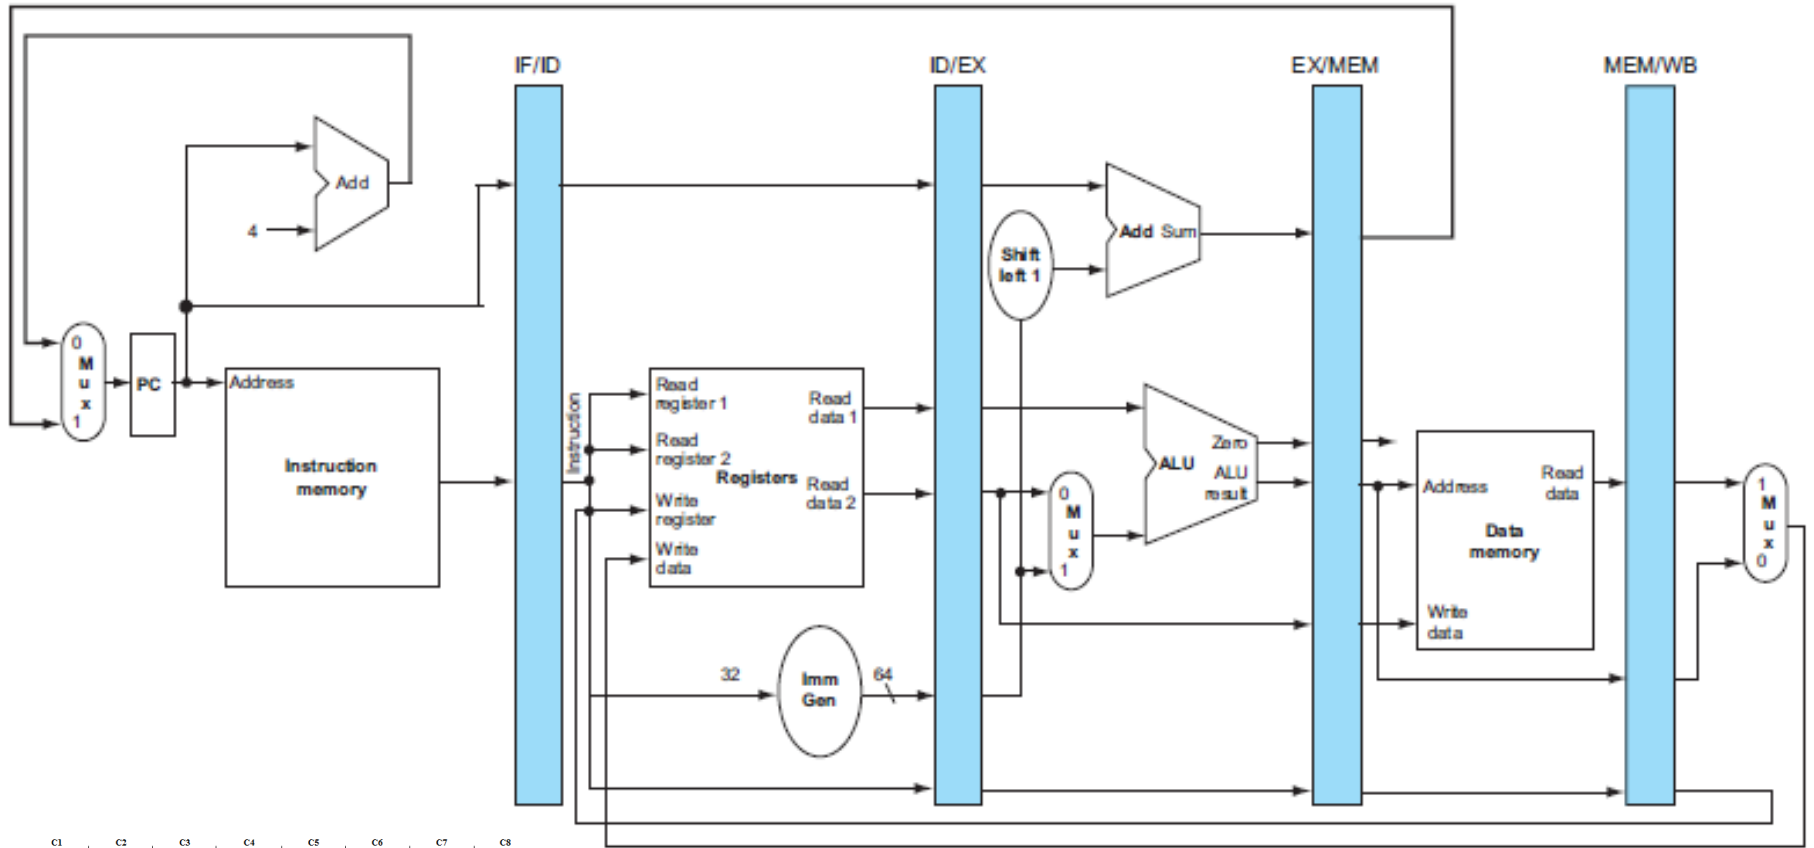 IF/ID
ID/EX
EX/MEM
MEM/WB
Add
4
Add Sum
Shift
left 1
0
M
u
x
1
PC
Address
Instruction
memory
Instruction
Read
register 1
Read
register 2
Write
register
Write
data
Registers
Read
data 1
Read
data 2
0
M
u
x
1
ALU
Zero
ALU
result
Address
Read
data
Data
memory
Write
data
1
M
u
x
0
32
Imm
Gen
64
C1 C2 C3 C4 C5 C6 C7 C8